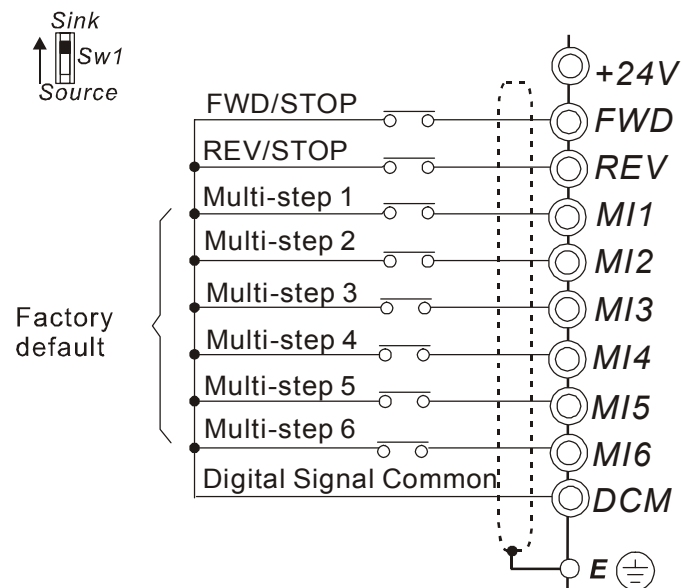 Sink
Sw1
Source
+24V
FWD/STOP
FWD
REV/STOP
REV
Multi-step 1
MI1
Multi-step 2
MI2
Multi-step 3
MI3
Factory
default
Multi-step 4
MI4
Multi-step 5
MI5
Multi-step 6
MI6
Digital Signal Common
DCM
E